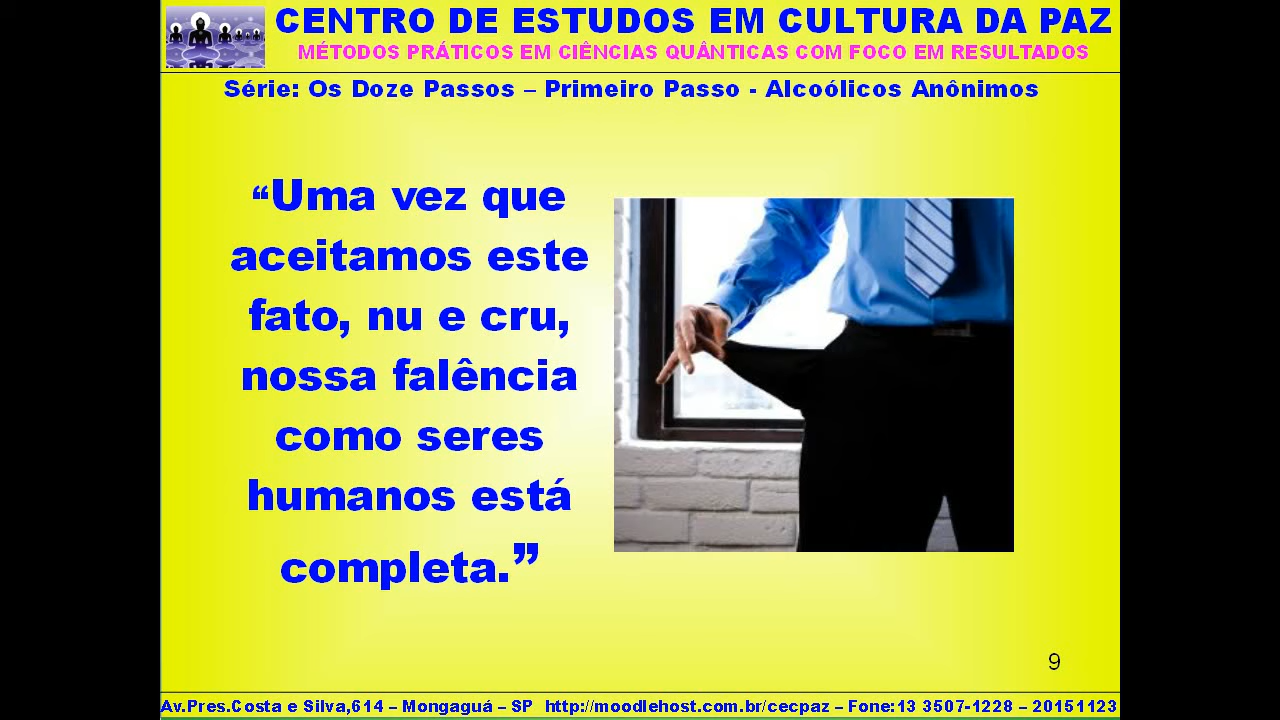 CENTRO DE ESTUDOS EM CULTURA DA PAZ
MÉTODOS PRÁTICOS EM CIÊNCIAS QUÂNTICAS COM FOCO EM RESULTADOS
Série: Os Doze Passos – Primeiro Passo - Alcoólicos Anônimos
“Uma vez que
aceitamos este
fato, nu e cru,
nossa falência
como seres
humanos está
completa.”
9
Av.Pres.Costa e Silva,614 – Mongaguá – SP http://moodlehost.com.br/cecpaz – Fone:13 3507-1228 – 20151123